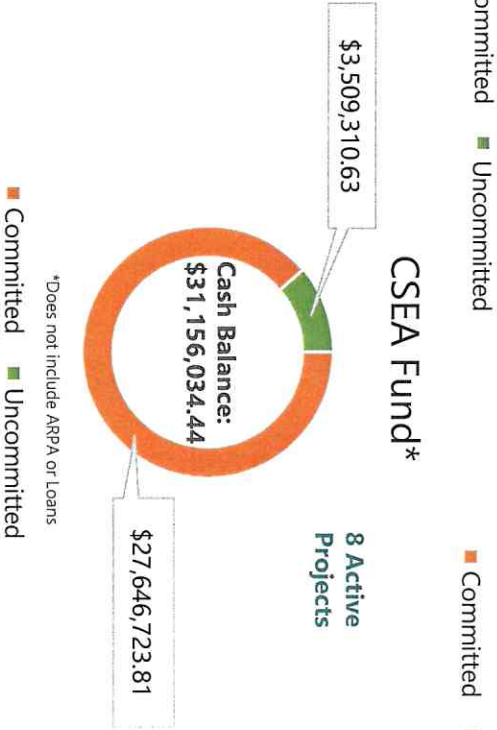 Uncommitted
Committed
CSEA Fund*
8 Active
Projects
$3,509,310.63
Cash Balance:
$31,156,034.44
$27,646,723.81
*Does not include ARPA or Loans
Committed
Uncommitted